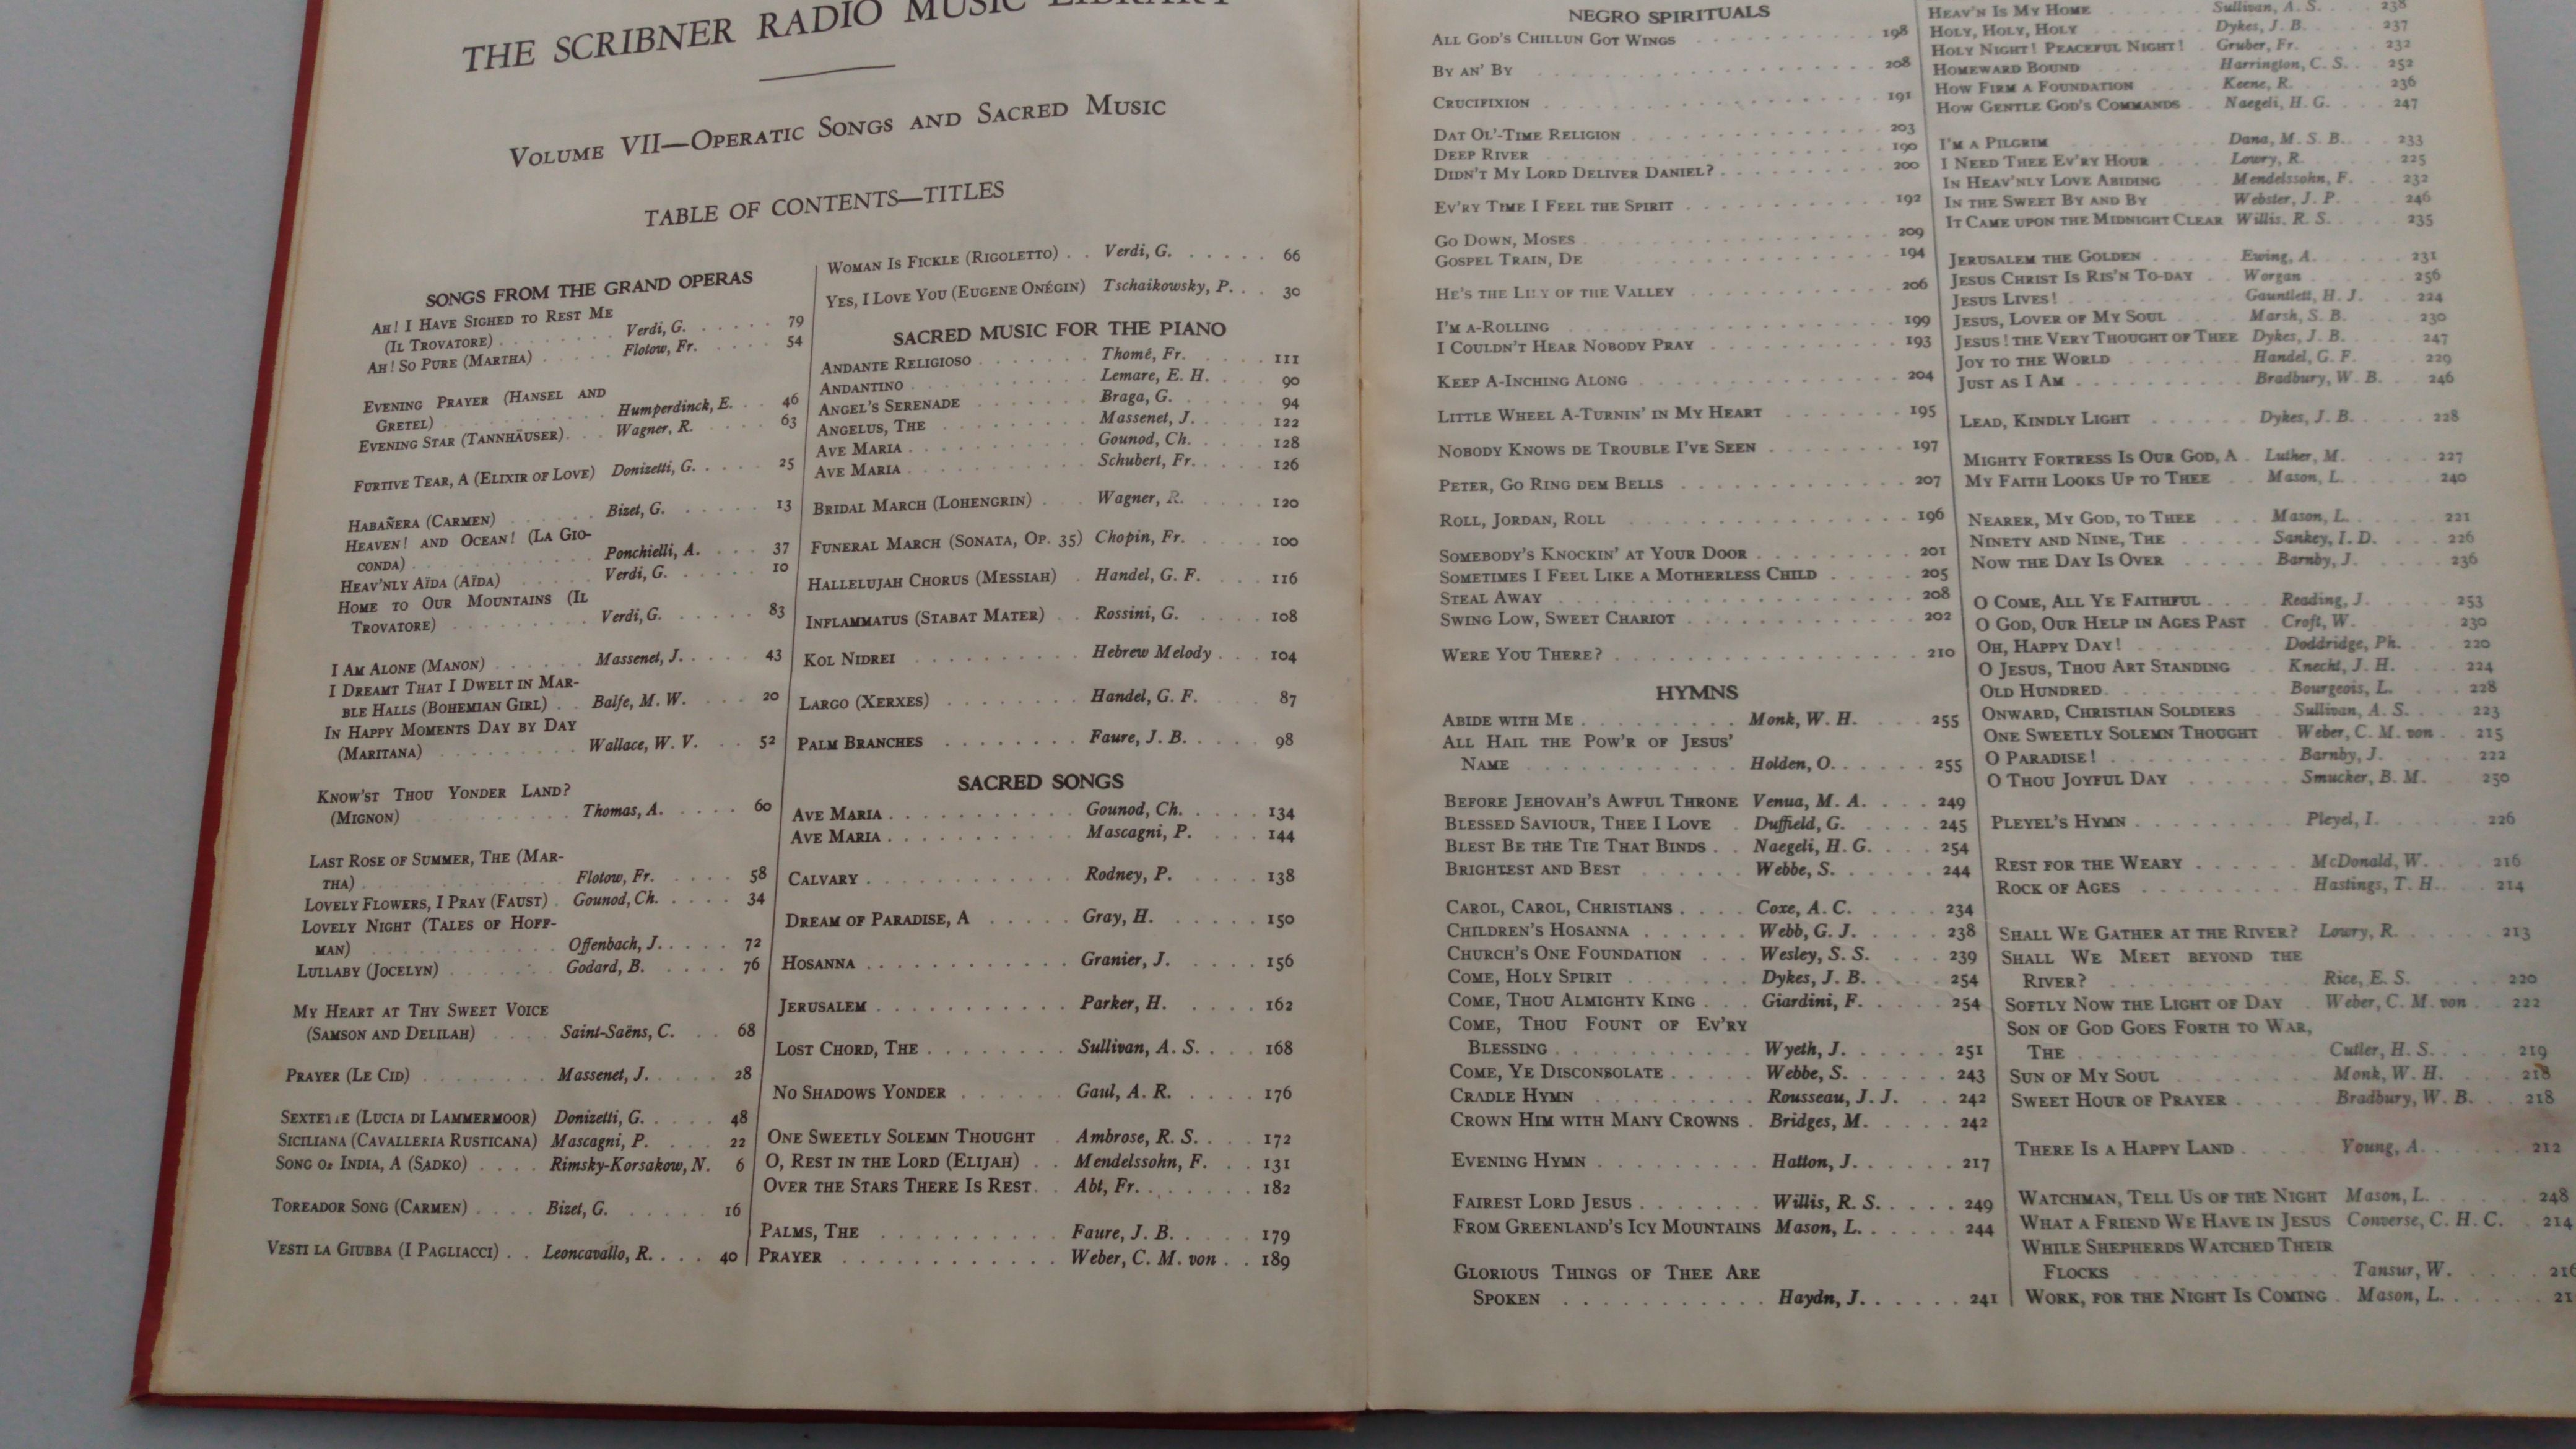 THE SCRIBNER RADIO MUSIC LIBRARY
VOLUME VII—OPERATIC SONGS AND SACRED MUSIC
TABLE OF CONTENTS—TITLES
SONGS FROM THE GRAND OPERAS
AH! I HAVE SIGHED TO REST ME
(IL TROVATORE) . . . Verdi, G. . . . 79
AH! SO PURE (MARTHA) . . . Flotow, Fr. . . . 54
EVENING PRAYER (HANSEL AND
GRETEL) . . . Humperdinck, E. . . 46
EVENING STAR (TANNHÄUSER) . . . Wagner, R. . . . 63
FURTIVE TEAR, A (ELIXIR OF LOVE) Donizetti, G. . . . 25
HABAÑERA (CARMEN) . . . Bizet, G. . . . 13
HEAVEN! AND OCEAN! (LA GIO-
CONDA) . . . Ponchielli, A. . . . 37
HEAV'NLY AÏDA (AÏDA) . . . Verdi, G. . . . 10
HOME TO OUR MOUNTAINS (IL
TROVATORE) . . . Verdi, G. . . . 83
I AM ALONE (MANON) . . . Massenet, J. . . . 43
I DREAMT THAT I DWELT IN MAR-
BLE HALLS (BOHEMIAN GIRL) . . Balfe, M. W. . . . 20
IN HAPPY MOMENTS DAY BY DAY
(MARITANA) . . . Wallace, W. V. . . 52
KNOW'ST THOU YONDER LAND?
(MIGNON) . . . Thomas, A. . . . 60
LAST ROSE OF SUMMER, THE (MAR-
THA) . . . Flotow, Fr. . . . 58
LOVELY FLOWERS, I PRAY (FAUST) . Gounod, Ch. . . . 34
LOVELY NIGHT (TALES OF HOFF-
MAN) . . . Offenbach, J. . . . 72
LULLABY (JOCELYN) . . . Godard, B. . . . 76
MY HEART AT THY SWEET VOICE
(SAMSON AND DELILAH) . . . Saint-Saëns, C. . . 68
PRAYER (LE CID) . . . Massenet, J. . . . 28
SEXTETTE (LUCIA DI LAMMERMOOR) Donizetti, G. . . . 48
SICILIANA (CAVALLERIA RUSTICANA) Mascagni, P. . . . 22
SONG OF INDIA, A (SADKO) . . . Rimsky-Korsakow, N. 6
TOREADOR SONG (CARMEN) . . . Bizet, G. . . . 16
VESTI LA GIUBBA (I PAGLIACCI) . . Leoncavallo, R. . . . 40
WOMAN IS FICKLE (RIGOLETTO) . . Verdi, G. . . . 66
YES, I LOVE YOU (EUGENE ONÉGIN) Tschaikowsky, P. . . 30
SACRED MUSIC FOR THE PIANO
ANDANTE RELIGIOSO . . . Thomé, Fr. . . . 111
ANDANTINO . . . Lemare, E. H. . . . 90
ANGEL'S SERENADE . . . Braga, G. . . . 94
ANGELUS, THE . . . Massenet, J. . . . 122
AVE MARIA . . . Gounod, Ch. . . . 128
AVE MARIA . . . Schubert, Fr. . . . 126
BRIDAL MARCH (LOHENGRIN) . . . Wagner, R. . . . 120
FUNERAL MARCH (SONATA, OP. 35) Chopin, Fr. . . . 100
HALLELUJAH CHORUS (MESSIAH) . Handel, G. F. . . . 116
INFLAMMATUS (STABAT MATER) . . Rossini, G. . . . 108
KOL NIDREI . . . Hebrew Melody . . . 104
LARGO (XERXES) . . . Handel, G. F. . . . 87
PALM BRANCHES . . . Faure, J. B. . . . 98
SACRED SONGS
AVE MARIA . . . Gounod, Ch. . . . 134
AVE MARIA . . . Mascagni, P. . . . 144
CALVARY . . . Rodney, P. . . . 138
DREAM OF PARADISE, A . . . Gray, H. . . . 150
HOSANNA . . . Granier, J. . . . 156
JERUSALEM . . . Parker, H. . . . 162
LOST CHORD, THE . . . Sullivan, A. S. . . . 168
NO SHADOWS YONDER . . . Gaul, A. R. . . . 176
ONE SWEETLY SOLEMN THOUGHT . Ambrose, R. S. . . . 172
O, REST IN THE LORD (ELIJAH) . . Mendelssohn, F. . . 131
OVER THE STARS THERE IS REST . . Abt, Fr. . . . 182
PALMS, THE . . . Faure, J. B. . . . 179
PRAYER . . . Weber, C. M. von . . 189
NEGRO SPIRITUALS
ALL GOD'S CHILLUN GOT WINGS . . . 198
BY AN' BY . . . 208
CRUCIFIXION . . . 191
DAT OL'-TIME RELIGION . . . 203
DEEP RIVER . . . 190
DIDN'T MY LORD DELIVER DANIEL? . . . 200
EV'RY TIME I FEEL THE SPIRIT . . . 192
GO DOWN, MOSES . . . 209
GOSPEL TRAIN, DE . . . 194
HE'S THE LILY OF THE VALLEY . . . 206
I'M A-ROLLING . . . 199
I COULDN'T HEAR NOBODY PRAY . . . 193
KEEP A-INCHING ALONG . . . 204
LITTLE WHEEL A-TURNIN' IN MY HEART . . . 195
NOBODY KNOWS DE TROUBLE I'VE SEEN . . . 197
PETER, GO RING DEM BELLS . . . 207
ROLL, JORDAN, ROLL . . . 196
SOMEBODY'S KNOCKIN' AT YOUR DOOR . . . 201
SOMETIMES I FEEL LIKE A MOTHERLESS CHILD . . . 205
STEAL AWAY . . . 208
SWING LOW, SWEET CHARIOT . . . 202
WERE YOU THERE? . . . 210
HYMNS
ABIDE WITH ME . . . Monk, W. H. . . . 255
ALL HAIL THE POW'R OF JESUS'
NAME . . . Holden, O. . . . 255
BEFORE JEHOVAH'S AWFUL THRONE Venua, M. A. . . . 249
BLESSED SAVIOUR, THEE I LOVE . Duffield, G. . . . 245
BLEST BE THE TIE THAT BINDS . . Naegeli, H. G. . . . 254
BRIGHTEST AND BEST . . . Webbe, S. . . . 244
CAROL, CAROL, CHRISTIANS . . . Coxe, A. C. . . . 234
CHILDREN'S HOSANNA . . . Webb, G. J. . . . 238
CHURCH'S ONE FOUNDATION . . . Wesley, S. S. . . . 239
COME, HOLY SPIRIT . . . Dykes, J. B. . . . 254
COME, THOU ALMIGHTY KING . . . Giardini, F. . . . 254
COME, THOU FOUNT OF EV'RY
BLESSING . . . Wyeth, J. . . . 251
COME, YE DISCONSOLATE . . . Webbe, S. . . . 243
CRADLE HYMN . . . Rousseau, J. J. . . 242
CROWN HIM WITH MANY CROWNS . Bridges, M. . . . 242
EVENING HYMN . . . Hatton, J. . . . 217
FAIREST LORD JESUS . . . Willis, R. S. . . . 249
FROM GREENLAND'S ICY MOUNTAINS Mason, L. . . . 244
GLORIOUS THINGS OF THEE ARE
SPOKEN . . . Haydn, J. . . . 241
HEAV'N IS MY HOME . . . Sullivan, A. S. . . 238
HOLY, HOLY, HOLY . . . Dykes, J. B. . . . 237
HOLY NIGHT! PEACEFUL NIGHT! . Gruber, Fr. . . . 232
HOMEWARD BOUND . . . Harrington, C. S. . . 252
HOW FIRM A FOUNDATION . . . Keene, R. . . . 236
HOW GENTLE GOD'S COMMANDS . . Naegeli, H. G. . . . 247
I'M A PILGRIM . . . Dana, M. S. B. . . . 233
I NEED THEE EV'RY HOUR . . . Lowry, R. . . . 225
IN HEAV'NLY LOVE ABIDING . . . Mendelssohn, F. . . 232
IN THE SWEET BY AND BY . . . Webster, J. P. . . . 246
IT CAME UPON THE MIDNIGHT CLEAR Willis, R. S. . . . 235
JERUSALEM THE GOLDEN . . . Ewing, A. . . . 231
JESUS CHRIST IS RIS'N TO-DAY . . Worgan . . . 256
JESUS LIVES! . . . Gauntlett, H. J. . . 224
JESUS, LOVER OF MY SOUL . . . Marsh, S. B. . . . 230
JESUS! THE VERY THOUGHT OF THEE Dykes, J. B. . . . 247
JOY TO THE WORLD . . . Handel, G. F. . . . 229
JUST AS I AM . . . Bradbury, W. B. . . 246
LEAD, KINDLY LIGHT . . . Dykes, J. B. . . . 228
MIGHTY FORTRESS IS OUR GOD, A . Luther, M. . . . 227
MY FAITH LOOKS UP TO THEE . . Mason, L. . . . 240
NEARER, MY GOD, TO THEE . . . Mason, L. . . . 221
NINETY AND NINE, THE . . . Sankey, I. D. . . . 226
NOW THE DAY IS OVER . . . Barnby, J. . . . 236
O COME, ALL YE FAITHFUL . . . Reading, J. . . . 253
O GOD, OUR HELP IN AGES PAST . Croft, W. . . . 230
OH, HAPPY DAY! . . . Doddridge, Ph. . . . 220
O JESUS, THOU ART STANDING . . . Knecht, J. H. . . . 224
OLD HUNDRED . . . Bourgeois, L. . . . 228
ONWARD, CHRISTIAN SOLDIERS . . . Sullivan, A. S. . . . 223
ONE SWEETLY SOLEMN THOUGHT . Weber, C. M. von . . 215
O PARADISE! . . . Barnby, J. . . . 222
O THOU JOYFUL DAY . . . Smucker, B. M. . . 250
PLEYEL'S HYMN . . . Pleyel, I. . . . 226
REST FOR THE WEARY . . . McDonald, W. . . . 216
ROCK OF AGES . . . Hastings, T. H. . . . 214
SHALL WE GATHER AT THE RIVER? Lowry, R. . . . 213
SHALL WE MEET BEYOND THE
RIVER? . . . Rice, E. S. . . . 220
SOFTLY NOW THE LIGHT OF DAY . Weber, C. M. von . . 222
SON OF GOD GOES FORTH TO WAR,
THE . . . Cutler, H. S. . . . 219
SUN OF MY SOUL . . . Monk, W. H. . . . 218
SWEET HOUR OF PRAYER . . . Bradbury, W. B. . . 218
THERE IS A HAPPY LAND . . . Young, A. . . . 212
WATCHMAN, TELL US OF THE NIGHT Mason, L. . . . 248
WHAT A FRIEND WE HAVE IN JESUS Converse, C. H. C. . 214
WHILE SHEPHERDS WATCHED THEIR
FLOCKS . . . Tansur, W. . . . 216
WORK, FOR THE NIGHT IS COMING . Mason, L. . . . 21